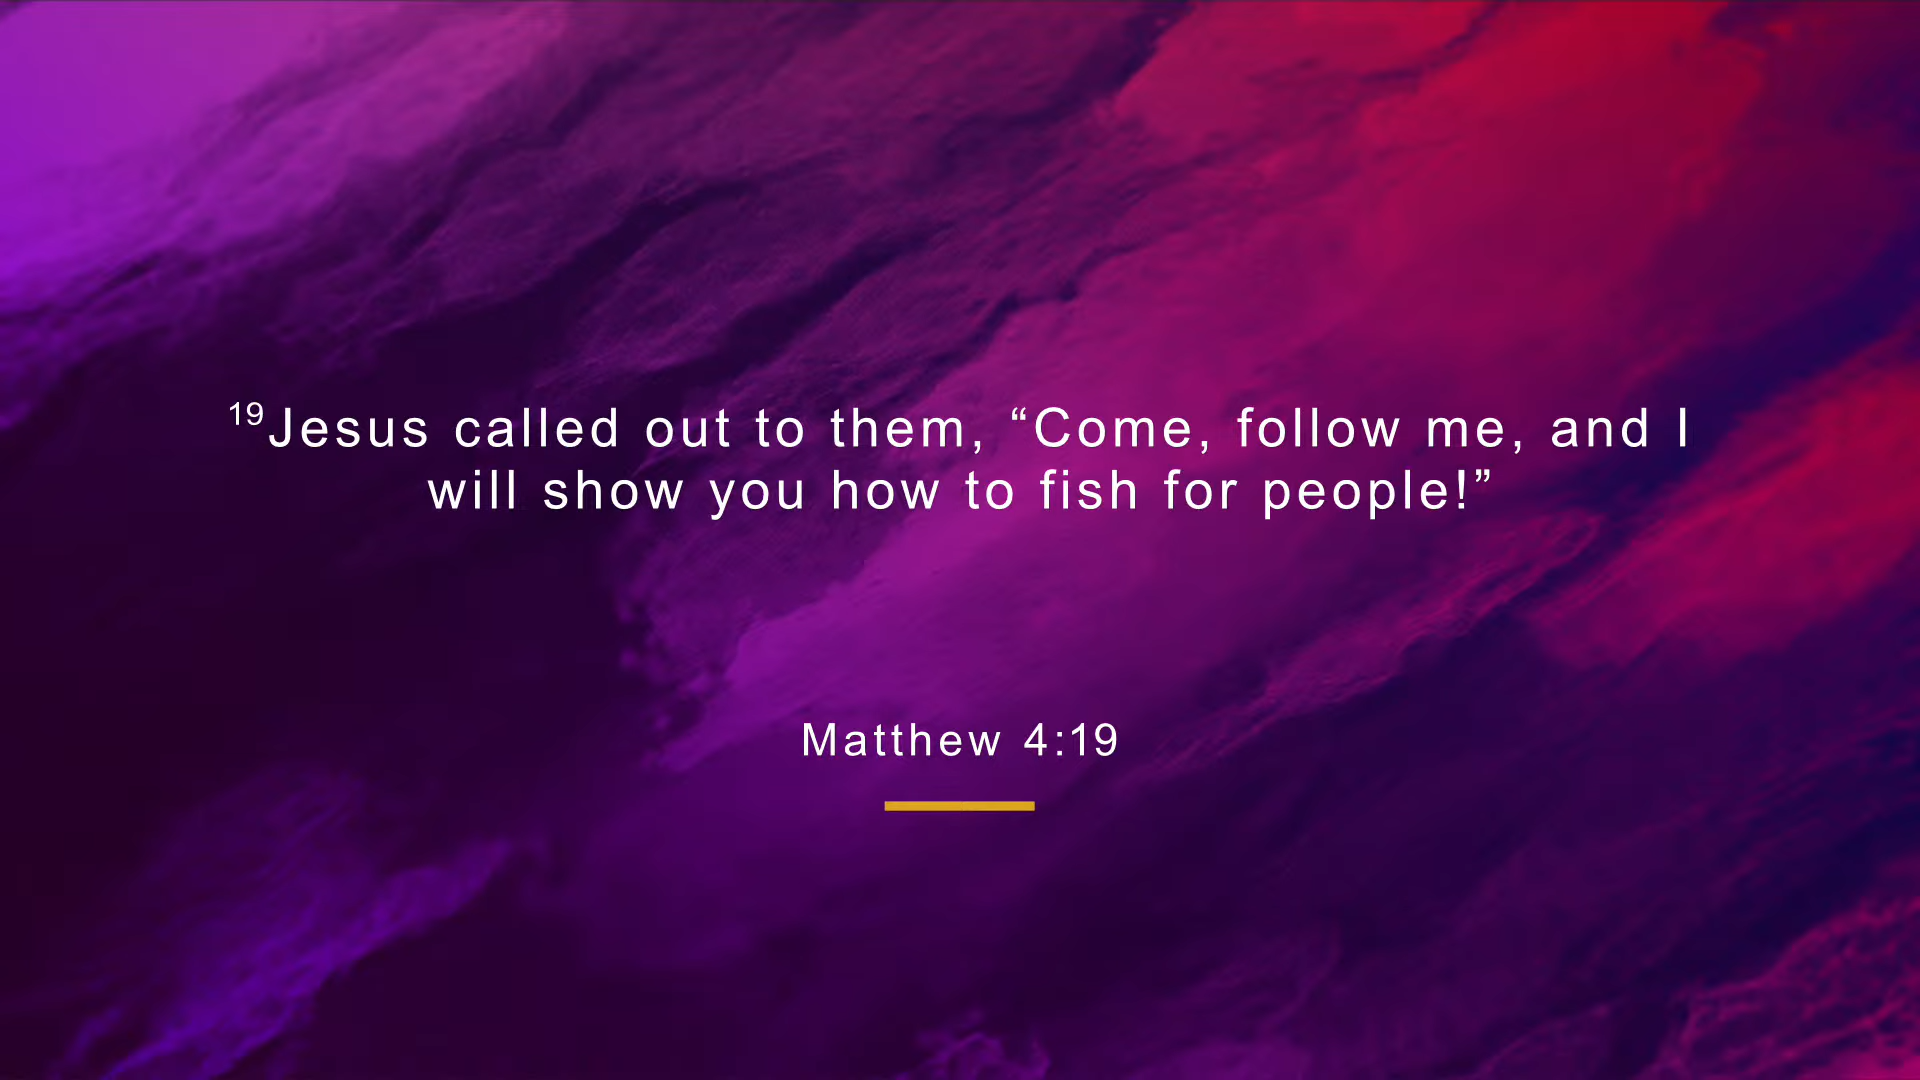 19Jesus called out to them, “Come, follow me, and I
will show you how to fish for people!”
Matthew 4:19